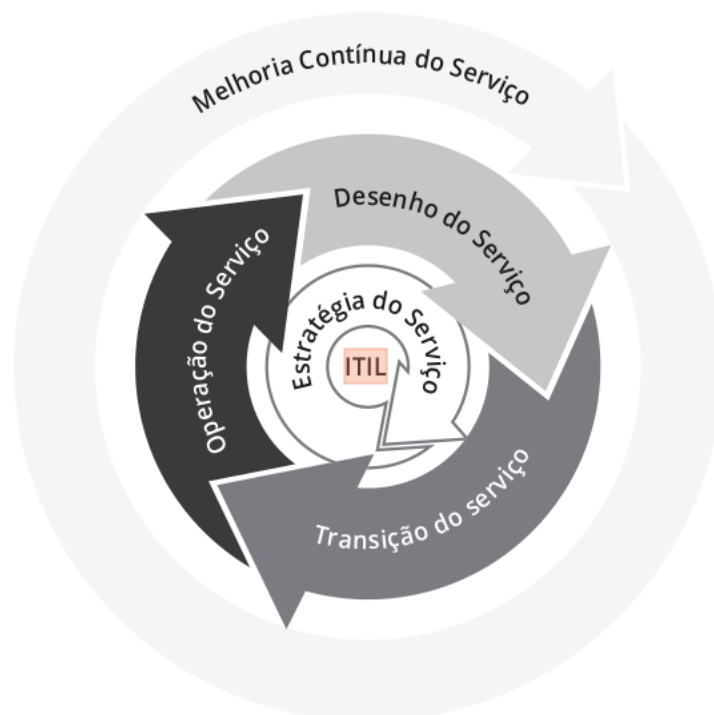 Melhoria Contínua do Serviço
Desenho do Serviço
Operação do Serviço
Estratégia do Serviço
ITIL
Transição do serviço